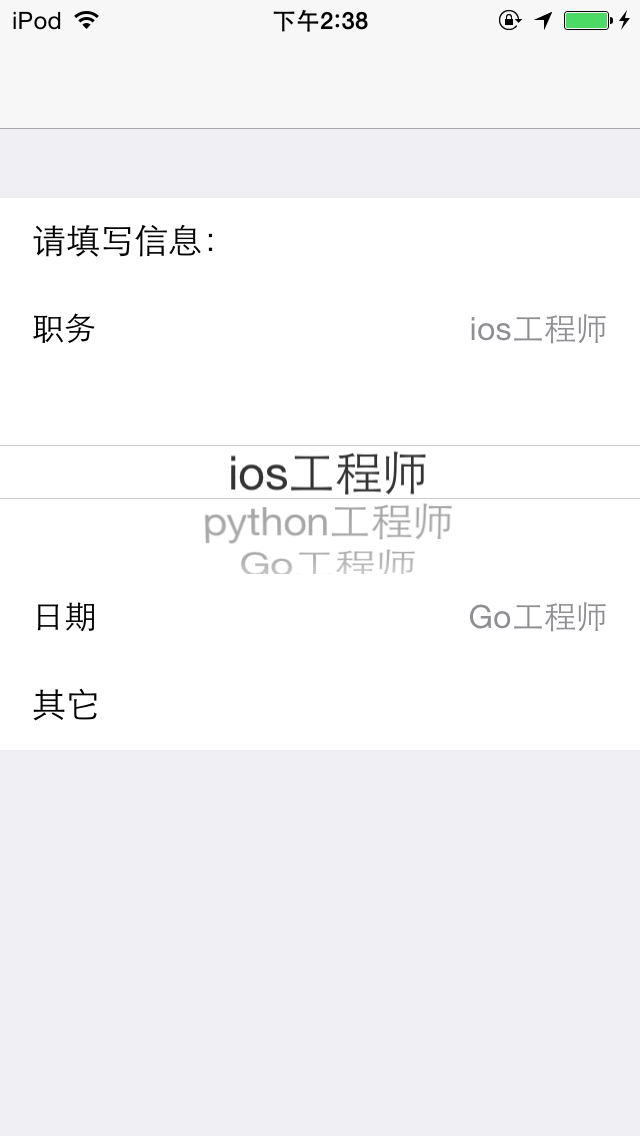 iPod 下午2:38
请填写信息：
职务 ios工程师
ios工程师
python工程师
Go工程师
日期 Go工程师
其它